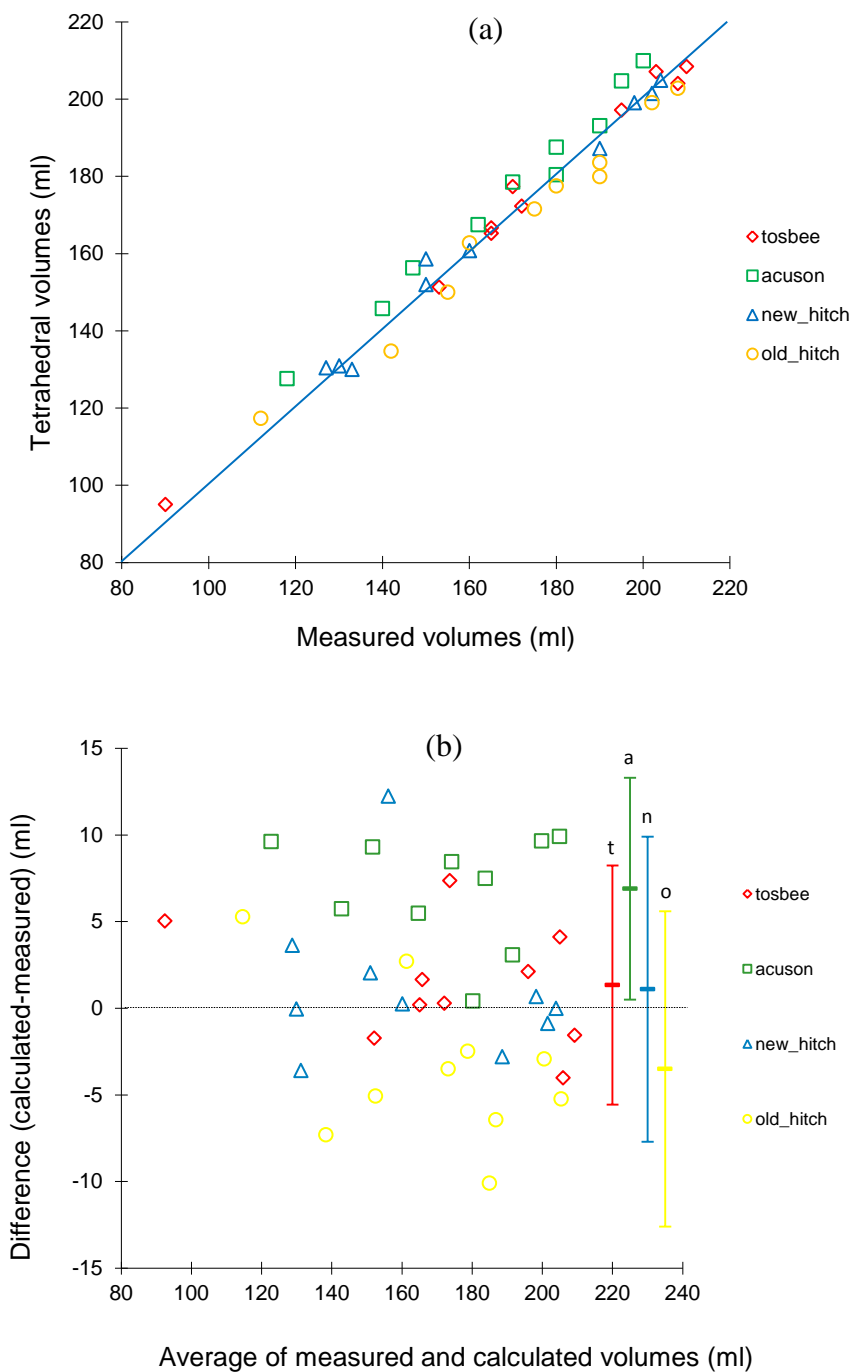 (a)
220
200
180
160
140
120
100
80
Tetrahedral volumes (ml)
80 100 120 140 160 180 200 220
Measured volumes (ml)
tosbee
acuson
new_hitch
old_hitch
(b)
15
10
5
0
-5
-10
-15
Difference (calculated-measured) (ml)
a
n
t
o
80 100 120 140 160 180 200 220 240
Average of measured and calculated volumes (ml)
tosbee
acuson
new_hitch
old_hitch